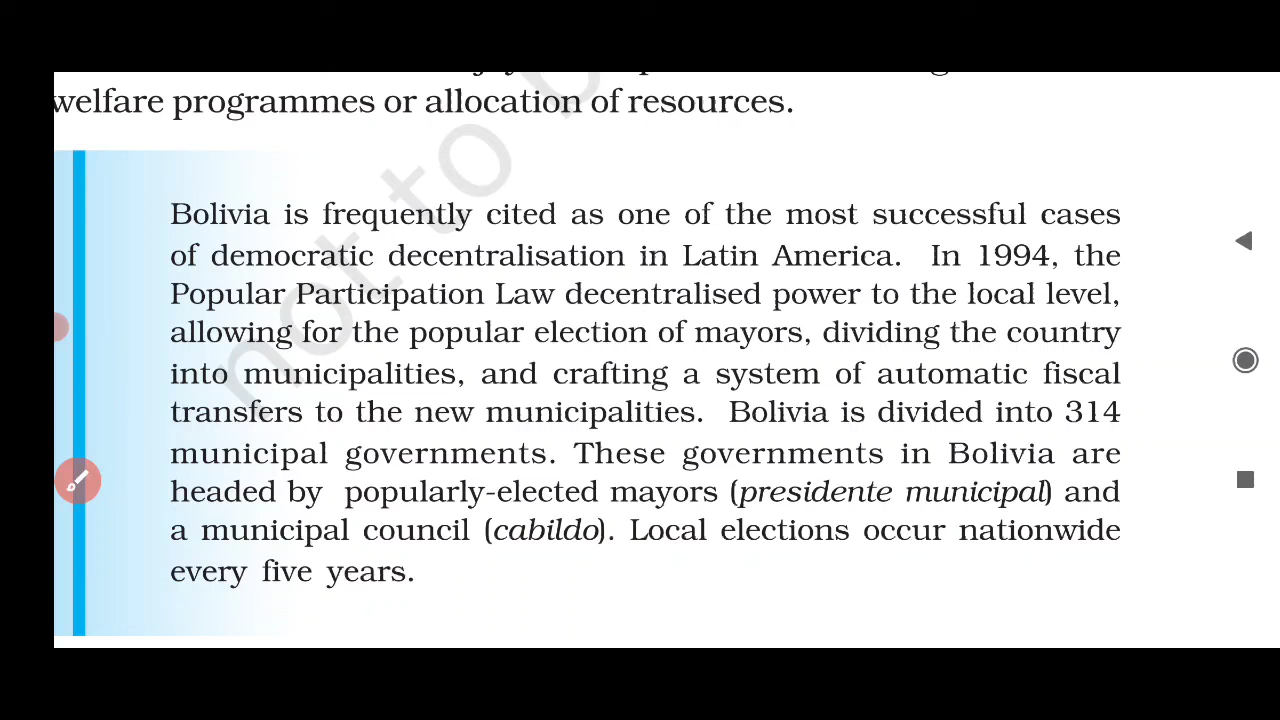 welfare programmes or allocation of resources.
not to b
Bolivia is frequently cited as one of the most successful cases
of democratic decentralisation in Latin America. In 1994, the
Popular Participation Law decentralised power to the local level,
allowing for the popular election of mayors, dividing the country
into municipalities, and crafting a system of automatic fiscal
transfers to the new municipalities. Bolivia is divided into 314
municipal governments. These governments in Bolivia are
headed by popularly-elected mayors (presidente municipal) and
a municipal council (cabildo). Local elections occur nationwide
every five years.